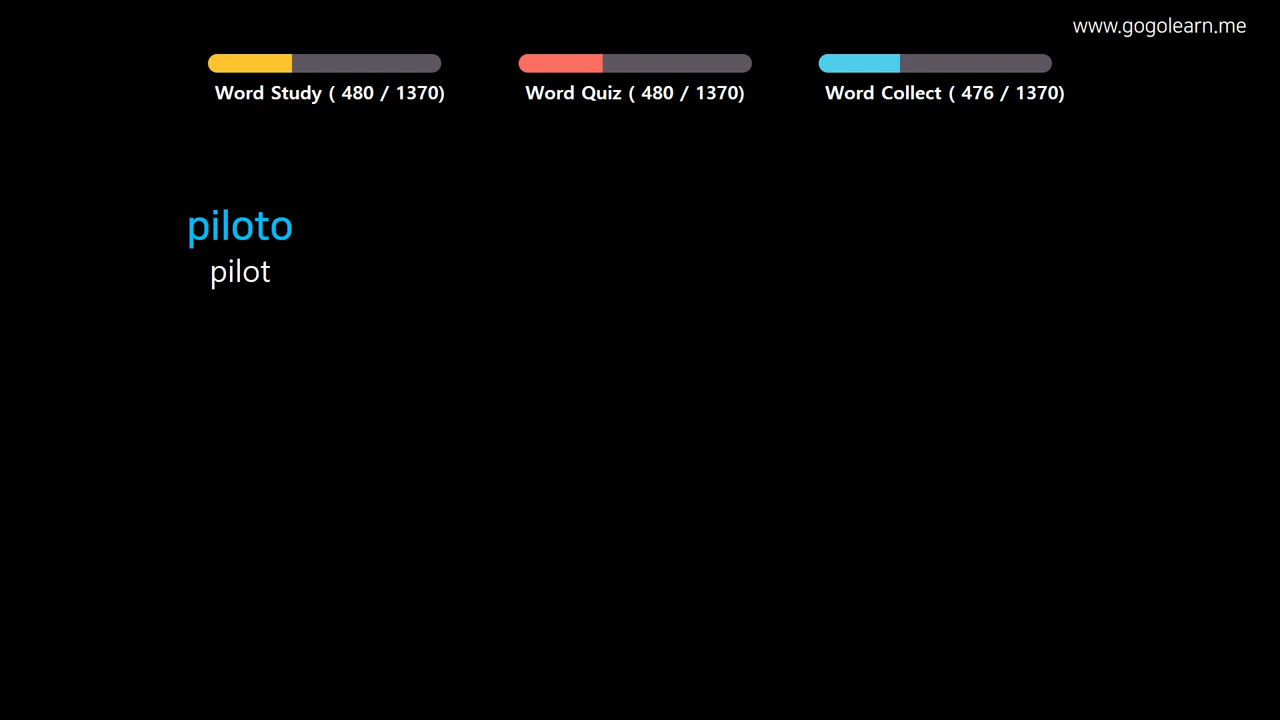 www.gogolearn.me
Word Study ( 480 / 1370)
Word Quiz ( 480 / 1370)
Word Collect ( 476 / 1370)
piloto
pilot